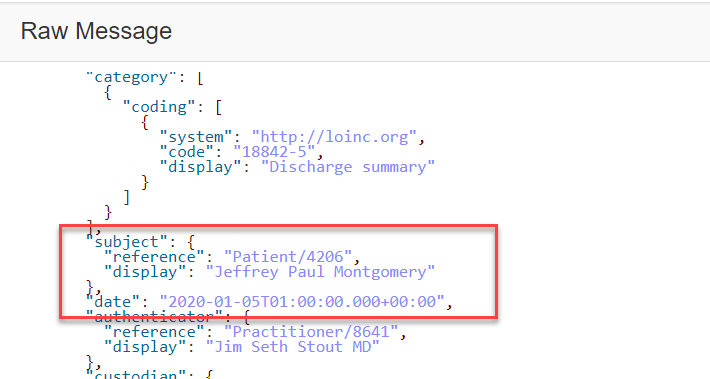 Raw Message
"category": [
{
"coding": [
{
"system": "http://loinc.org",
"code": "18842-5",
"display": "Discharge summary"
}
]
}
],
"subject": {
"reference": "Patient/4206",
"display": "Jeffrey Paul Montgomery"
},
"date": "2020-01-05T01:00:00.000+00:00",
"authenticator": {
"reference": "Practitioner/8641",
"display": "Jim Seth Stout MD"
},
"custodian": {